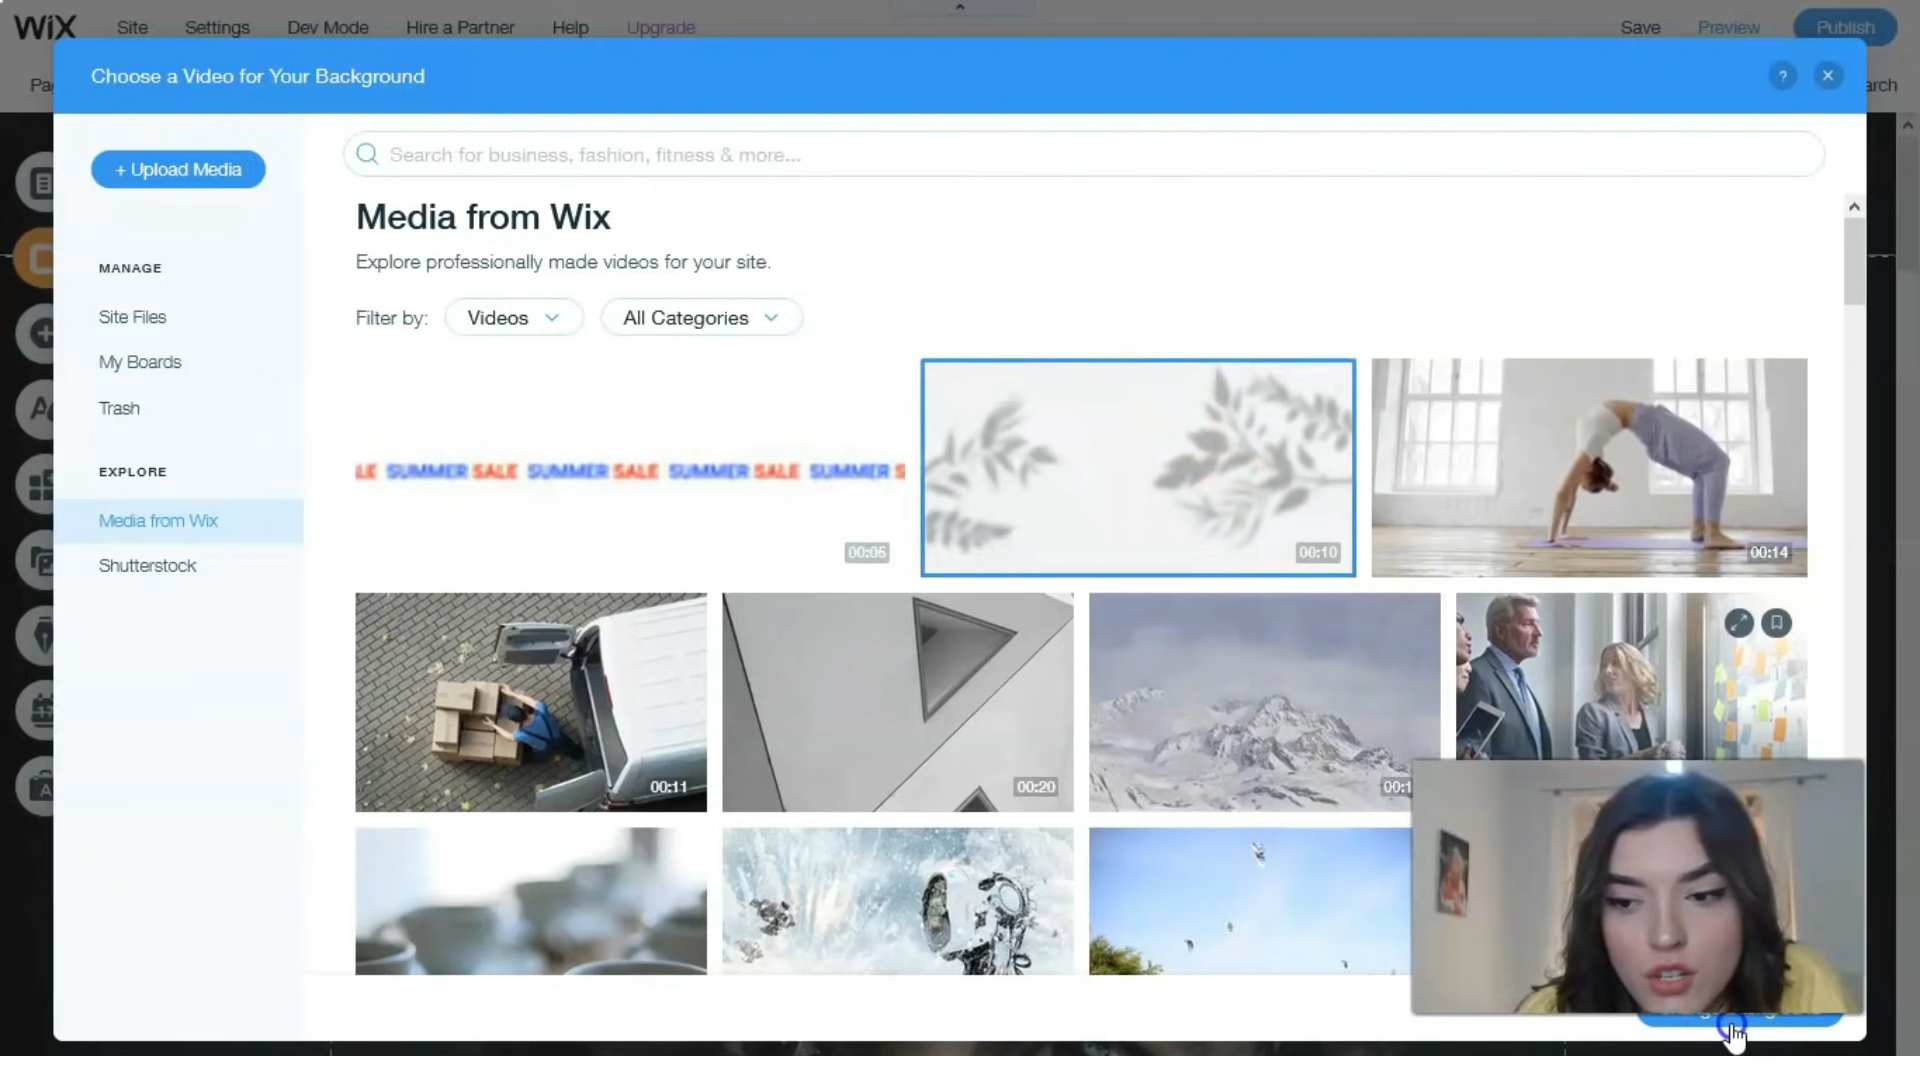 WiX Site Settings Dev Mode Hire a Partner Help Upgrade Save Preview Publish
Choose a Video for Your Background ?
+ Upload Media
Search for business, fashion, fitness & more...
Media from Wix
Explore professionally made videos for your site.
Filter by: Videos All Categories
MANAGE
Site Files
My Boards
Trash
EXPLORE
Media from Wix
Shutterstock
SUMMER SALE SUMMER SALE SUMMER SALE SUMMER
00:05
00:10
00:14
00:11
00:20